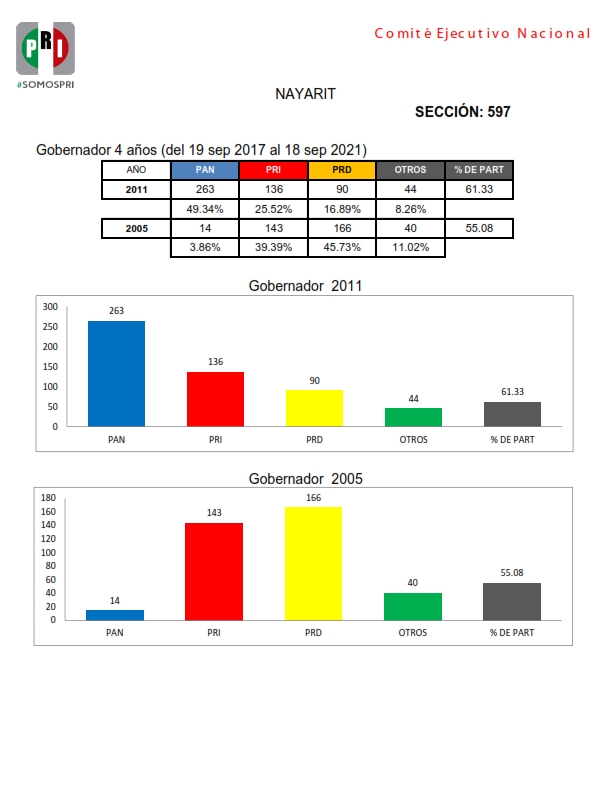 PRI
#SOMOSPRI
Comité Ejecutivo Nacional
NAYARIT
SECCIÓN: 597
Gobernador 4 años (del 19 sep 2017 al 18 sep 2021)
AÑO PAN PRI PRD OTROS % DE PART
2011 263 136 90 44 61.33
49.34% 25.52% 16.89% 8.26%
2005 14 143 166 40 55.08
3.86% 39.39% 45.73% 11.02%
Gobernador 2011
300
250
200
150
100
50
0
263
136
90
44
61.33
PAN PRI PRD OTROS % DE PART
Gobernador 2005
180
160
140
120
100
80
60
40
20
0
14
143
166
40
55.08
PAN PRI PRD OTROS % DE PART